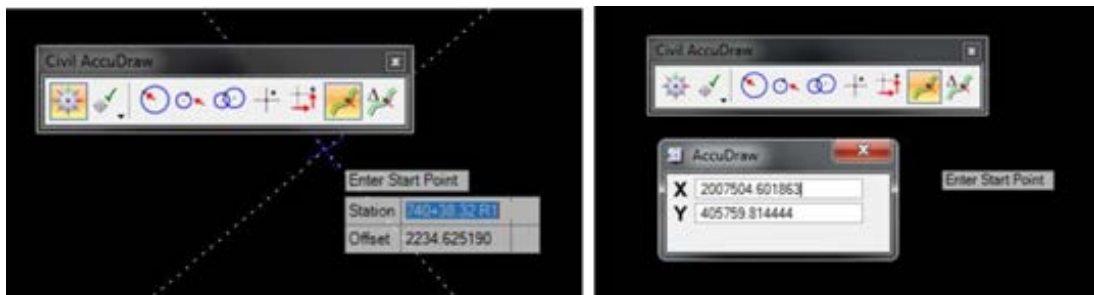 Civil AccuDraw
Enter Start Point
Station 740+38.32 R1
Offset 2234.625190
Civil AccuDraw
AccuDraw
X 2007504.601863
Y 405759.814444
Enter Start Point